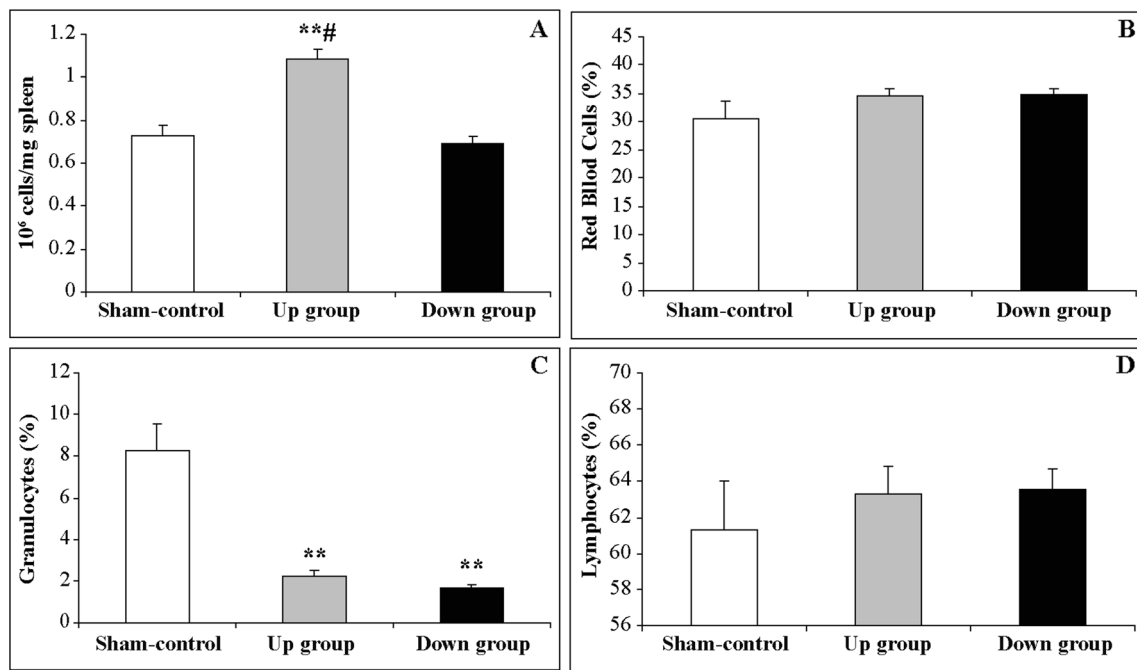 A
10⁶ cells/mg spleen
1.2
1
0.8
0.6
0.4
0.2
0
**#
Sham-control Up group Down group
B
Red Bllod Cells (%)
45
40
35
30
25
20
15
10
5
0
Sham-control Up group Down group
C
Granulocytes (%)
12
10
8
6
4
2
0
** **
Sham-control Up group Down group
D
Lymphocytes (%)
70
68
66
64
62
60
58
56
Sham-control Up group Down group